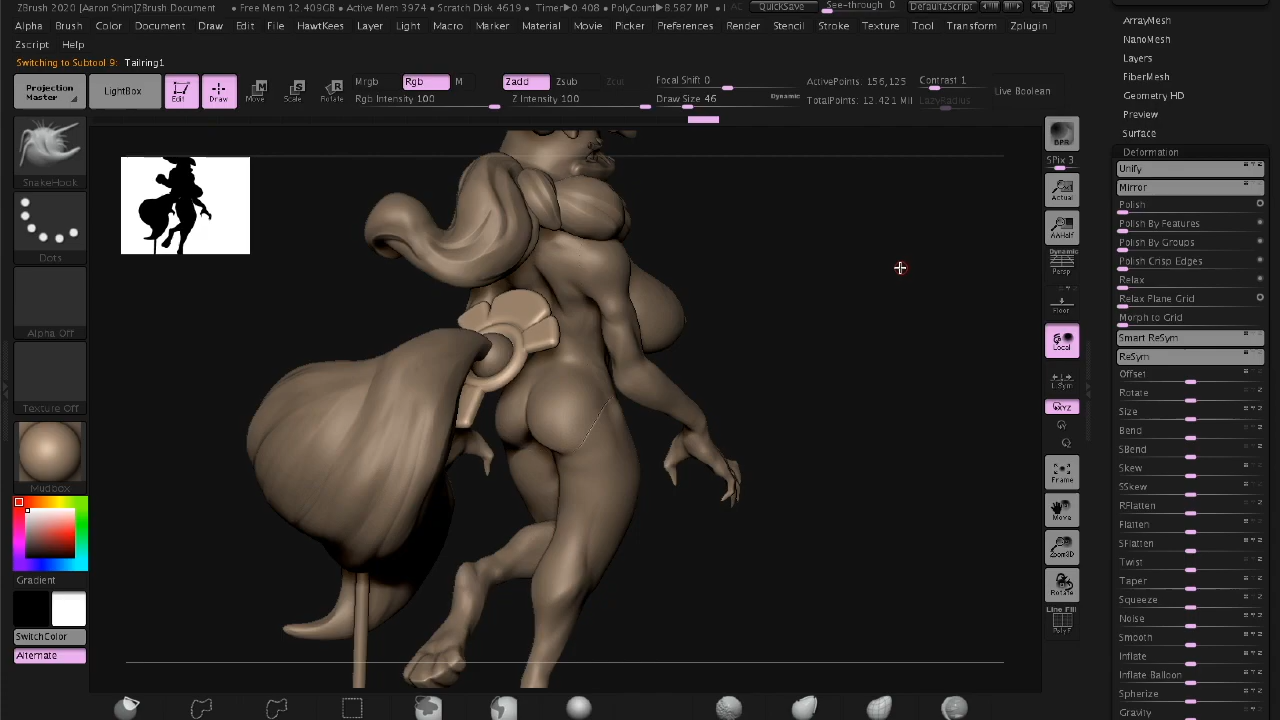 ZBrush 2020 [Aaron Shim]ZBrush Document • Free Mem 12.409GB • Active Mem 3974 • Scratch Disk 4619 • Timer▸0.408 • PolyCount▸8.587 MP • AC QuickSave See-through 0 DefaultZScript
Alpha Brush Color Document Draw Edit File HawtKees Layer Light Macro Marker Material Movie Picker Preferences Render Stencil Stroke Texture Tool Transform Zplugin
Zscript Help
Switching to Subtool 9: Tailring1
Projection Master LightBox Edit Draw Move Scale Rotate
Mrgb Rgb M Zadd Zsub Zcut Focal Shift 0 ActivePoints: 156,125 Contrast 1 Live Boolean
Rgb Intensity 100 Z Intensity 100 Draw Size 46 Dynamic TotalPoints: 12.421 Mil LazyRadius
SnakeHook
Dots
Alpha Off
Texture Off
Mudbox
Gradient
SwitchColor
Alternate
BPR
SPix 3
Actual
AAHalf
Dynamic
Persp
Floor
Local
L.Sym
XYZ
Frame
Move
Zoom3D
Rotate
Line Fill
PolyF
ArrayMesh
NanoMesh
Layers
FiberMesh
Geometry HD
Preview
Surface
Deformation
Unify
Mirror
Polish
Polish By Features
Polish By Groups
Polish Crisp Edges
Relax
Relax Plane Grid
Morph to Grid
Smart ReSym
ReSym
Offset
Rotate
Size
Bend
SBend
Skew
SSkew
RFlatten
Flatten
SFlatten
Twist
Taper
Squeeze
Noise
Smooth
Inflate
Inflate Balloon
Spherize
Gravity